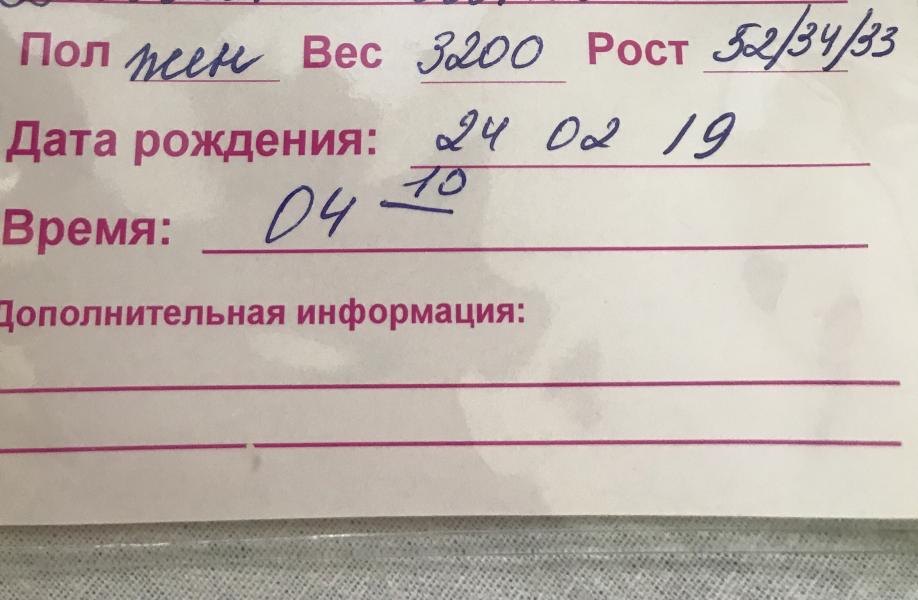 Пол жен Вес 3200 Рост 52/34/33
Дата рождения: 24 02 19
Время: 04 10
Дополнительная информация: